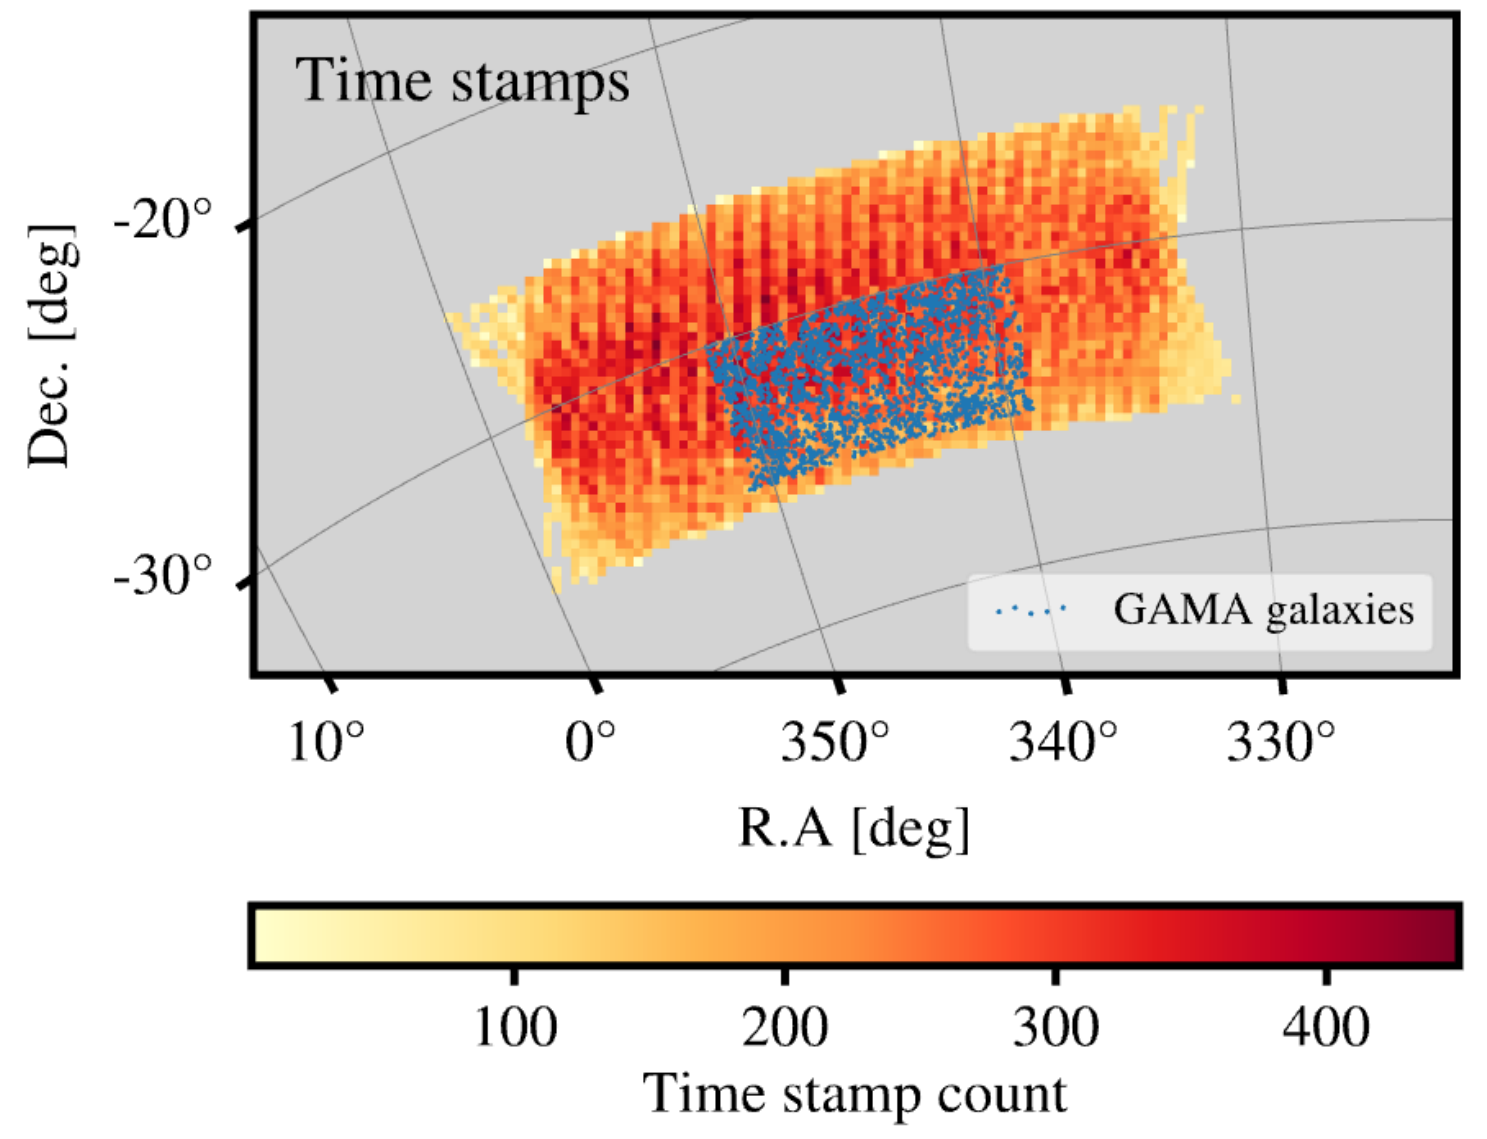 Time stamps
Dec. [deg]
-20°
-30°
GAMA galaxies
10° 0° 350° 340° 330°
R.A [deg]
100 200 300 400
Time stamp count